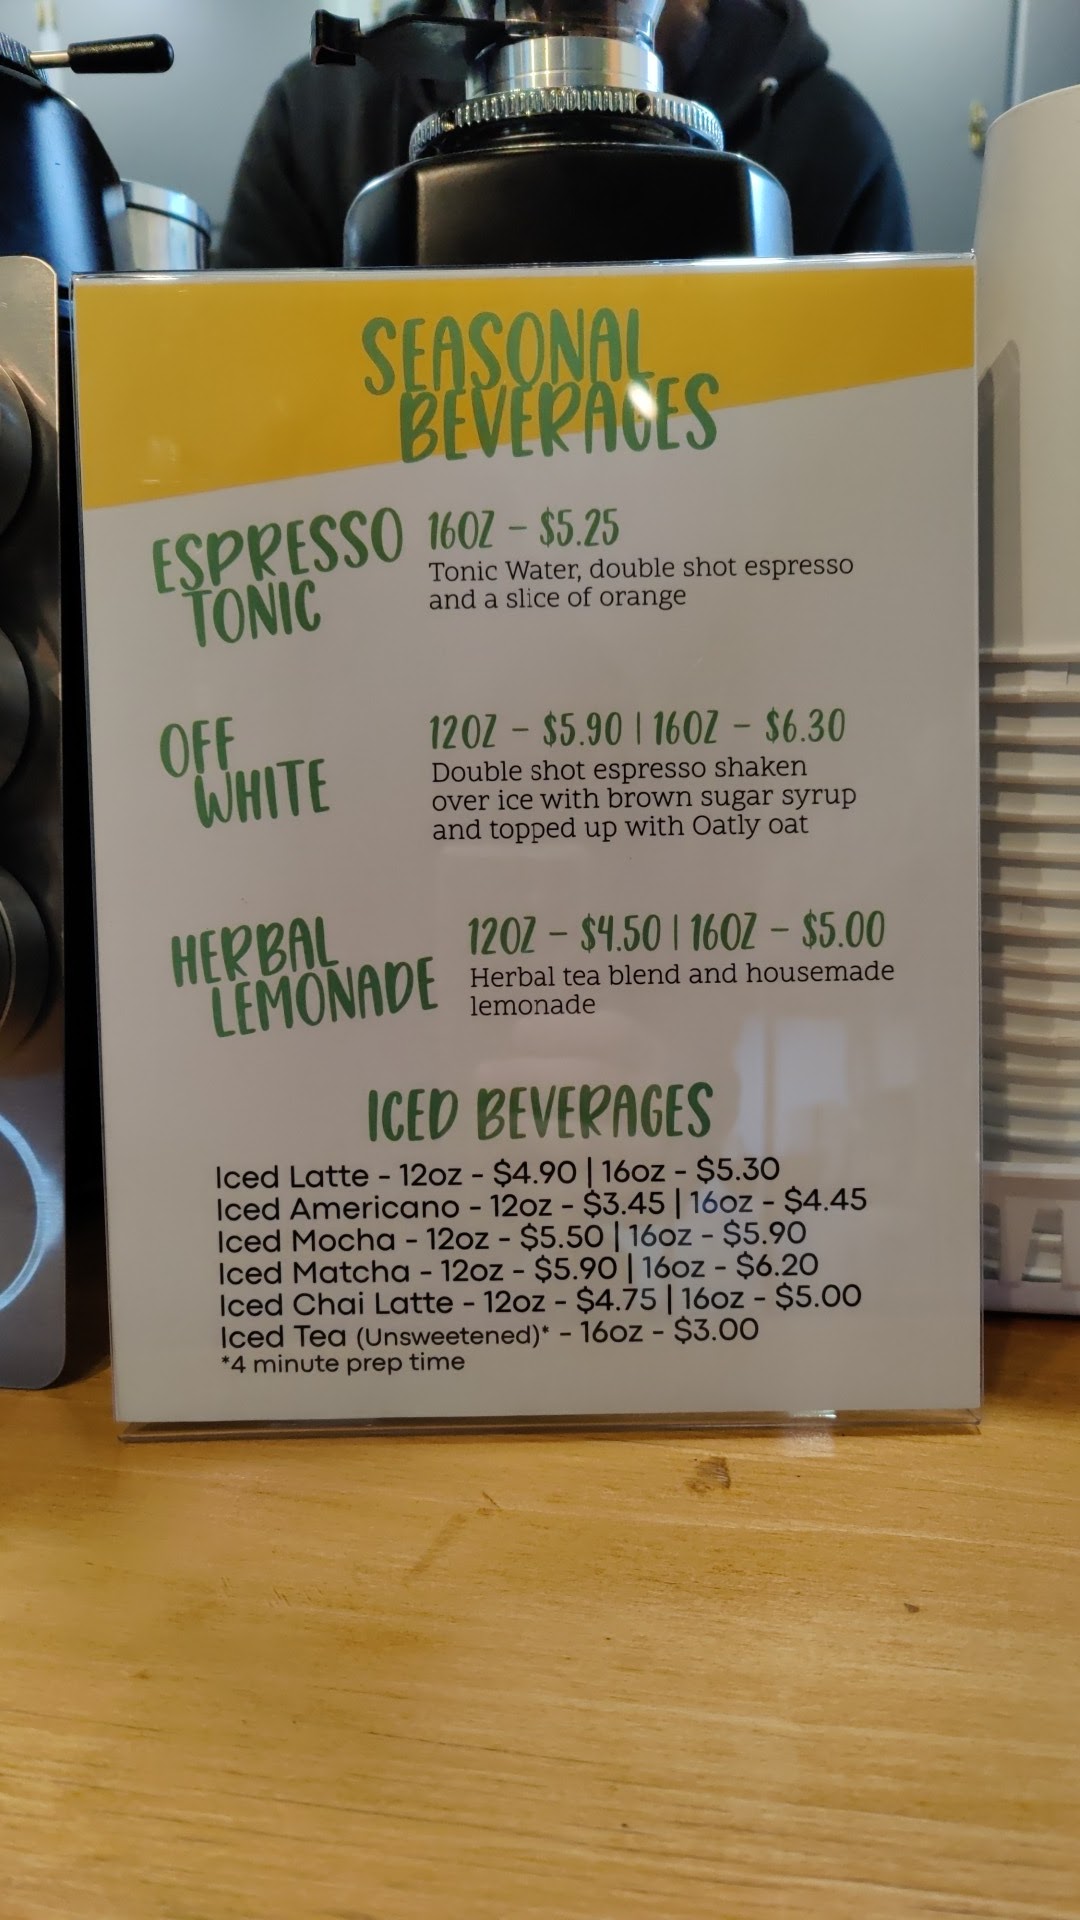 SEASONAL
BEVERAGES
ESPRESSO
TONIC
16OZ - $5.25
Tonic Water, double shot espresso
and a slice of orange
OFF
WHITE
12OZ - $5.90 | 16OZ - $6.30
Double shot espresso shaken
over ice with brown sugar syrup
and topped up with Oatly oat
HERBAL
LEMONADE
12OZ - $4.50 | 16OZ - $5.00
Herbal tea blend and housemade
lemonade
ICED BEVERAGES
Iced Latte - 12oz - $4.90 | 16oz - $5.30
Iced Americano - 12oz - $3.45 | 16oz - $4.45
Iced Mocha - 12oz - $5.50 | 16oz - $5.90
Iced Matcha - 12oz - $5.90 | 16oz - $6.20
Iced Chai Latte - 12oz - $4.75 | 16oz - $5.00
Iced Tea (Unsweetened)* - 16oz - $3.00
*4 minute prep time